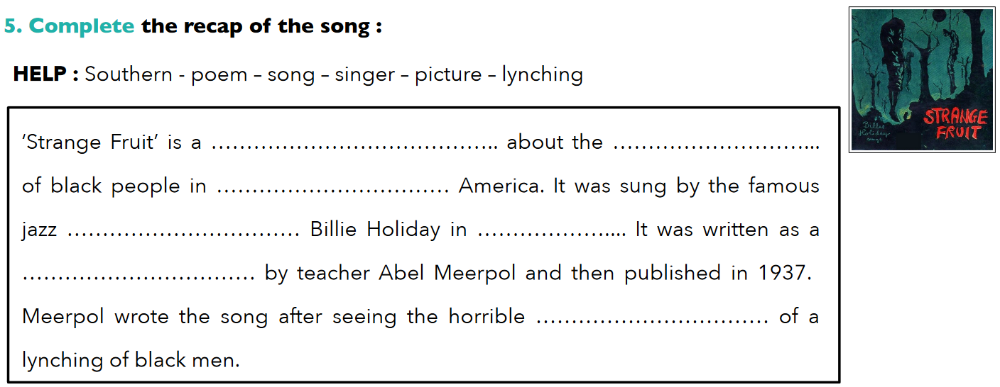 5. Complete the recap of the song :
HELP : Southern - poem – song – singer – picture – lynching
‘Strange Fruit’ is a ………………………………….. about the ………………………...
of black people in …………………………… America. It was sung by the famous
jazz …………………………… Billie Holiday in ………………... It was written as a
…………………………… by teacher Abel Meerpol and then published in 1937.
Meerpol wrote the song after seeing the horrible …………………………… of a
lynching of black men.
STRANGE
FRUIT
Billie
Holiday
sings